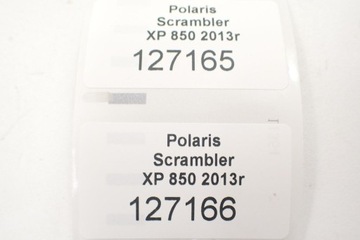 Polaris
Scrambler
XP 850 2013r
127165
Polaris
Scrambler
XP 850 2013r
127166